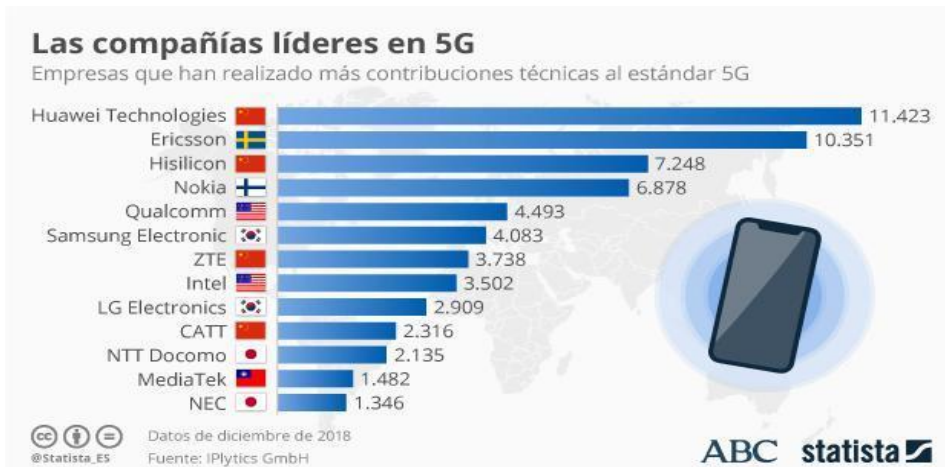 Las compañías líderes en 5G
Empresas que han realizado más contribuciones técnicas al estándar 5G
Huawei Technologies 11.423
Ericsson 10.351
Hisilicon 7.248
Nokia 6.878
Qualcomm 4.493
Samsung Electronic 4.083
ZTE 3.738
Intel 3.502
LG Electronics 2.909
CATT 2.316
NTT Docomo 2.135
MediaTek 1.482
NEC 1.346
cc
Datos de diciembre de 2018
@Statista_ES Fuente: IPlytics GmbH
ABC statista